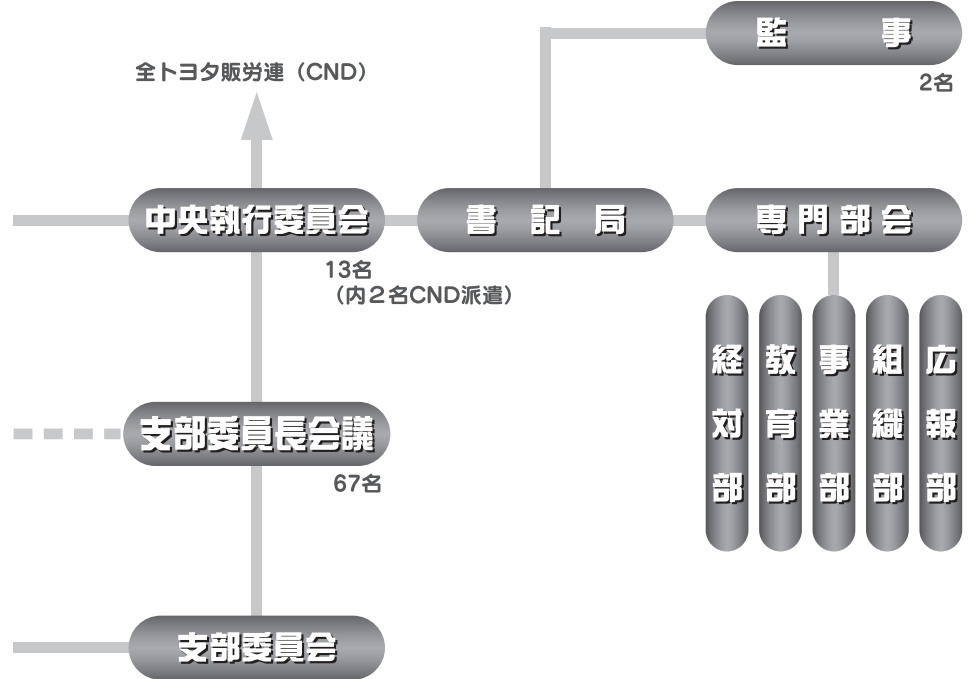 監事
2名
全トヨタ販労連（CND）
中央執行委員会
書記局
専門部会
13名
（内２名CND派遣）
経対部
教育部
事業部
組織部
広報部
支部委員長会議
67名
支部委員会